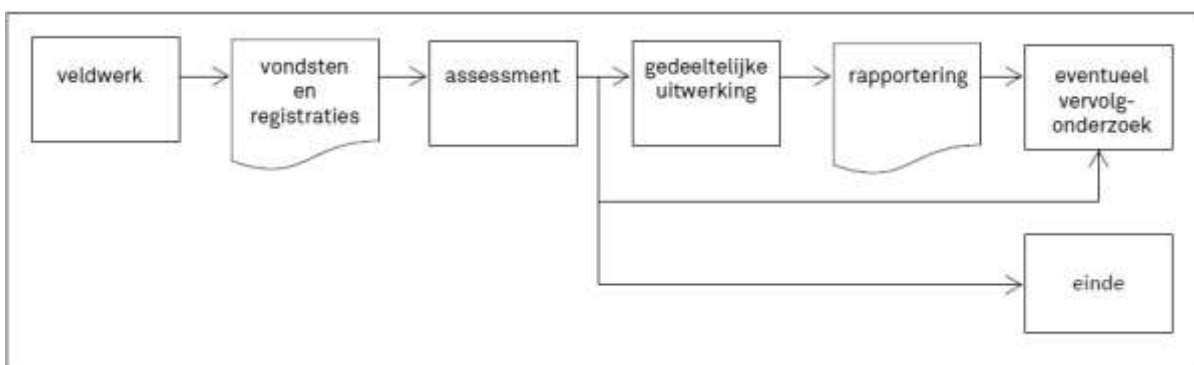 veldwerk
vondsten
en
registraties
assessment
gedeeltelijke
uitwerking
rapportering
eventueel
vervolg-
onderzoek
einde